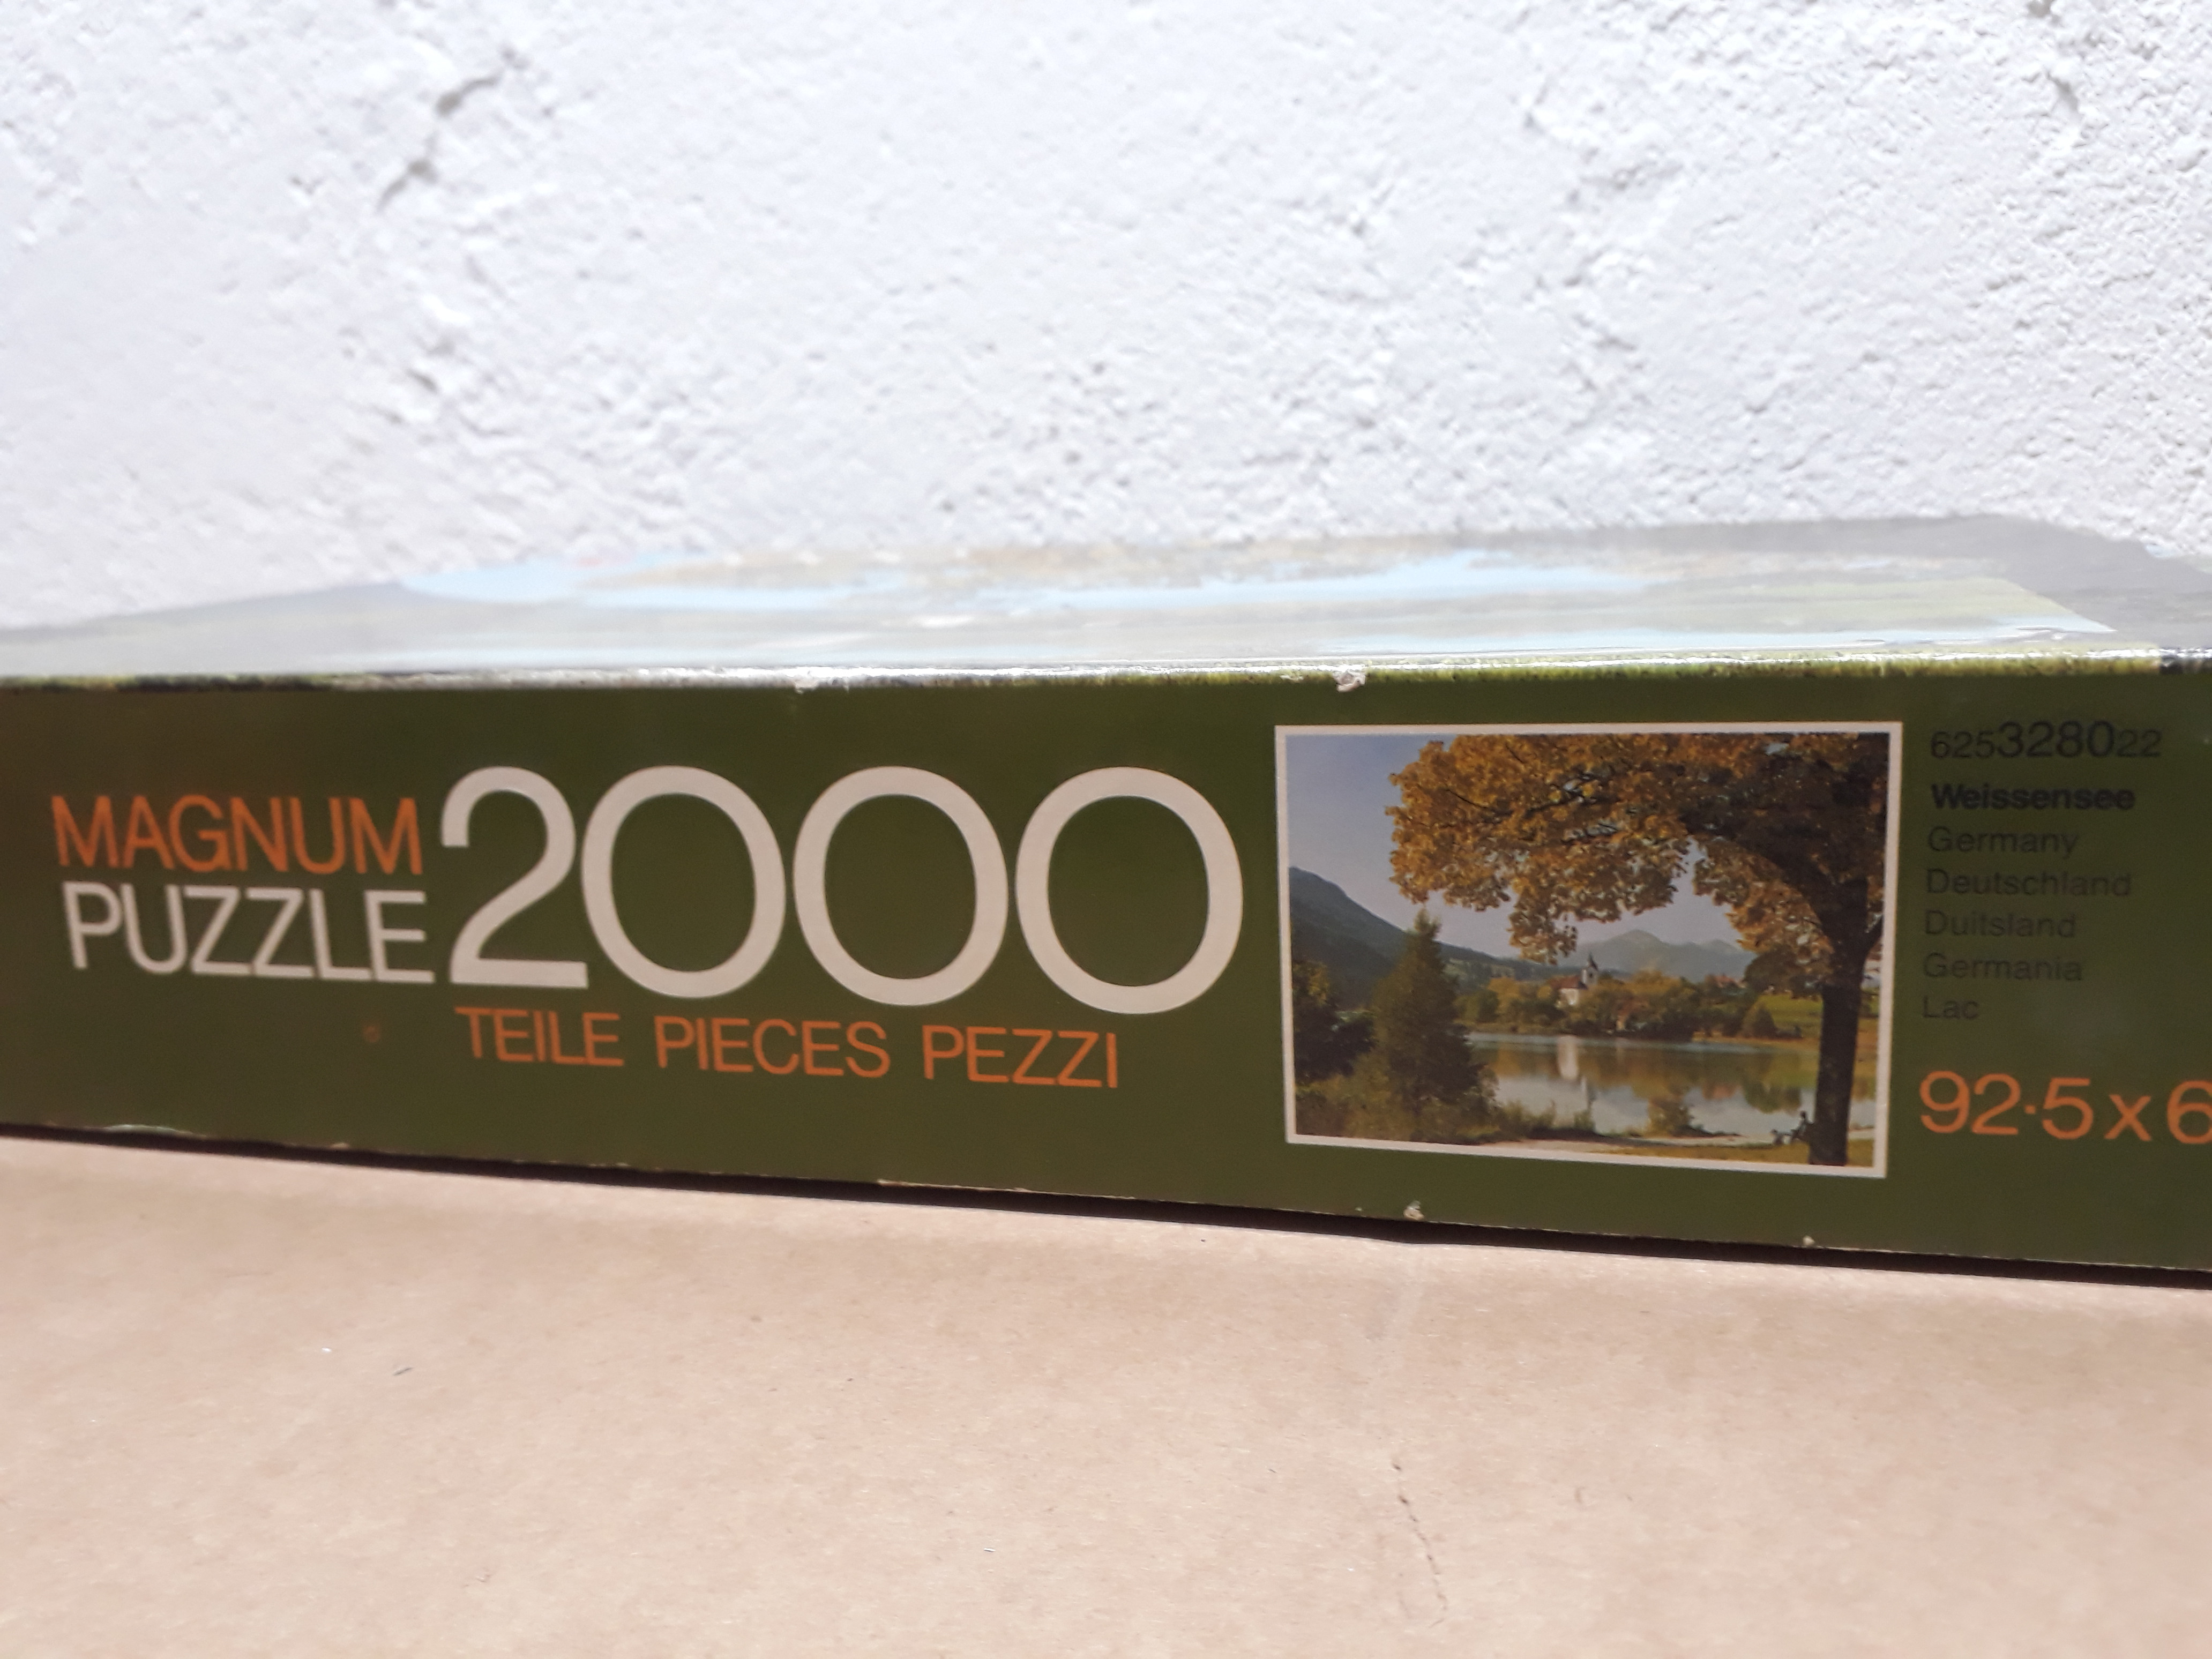 MAGNUM
PUZZLE
2000
TEILE PIECES PEZZI
625328022
Weissensee
Germany
Deutschland
Duitsland
Germania
Lac
92·5x6